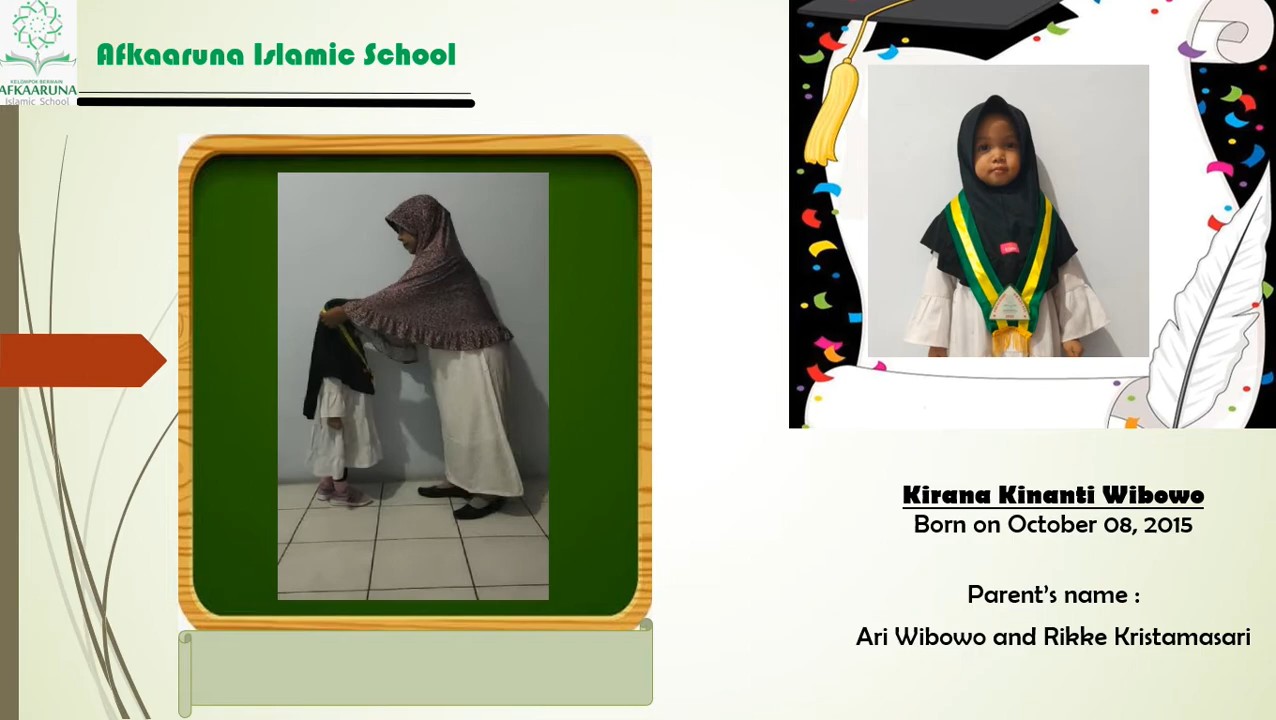 KELOMPOK BERMAIN
AFKAARUNA
Islamic School
Afkaaruna Islamic School
Kirana Kinanti Wibowo
Born on October 08, 2015
Parent's name :
Ari Wibowo and Rikke Kristamasari